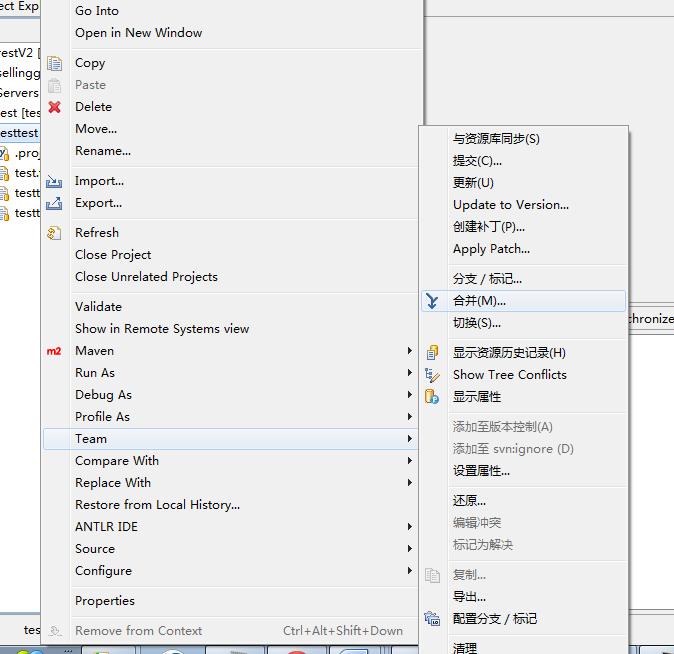 ect Exp
estV2 [
sellingg
Servers
est [tes
esttest
.proj
test.
testt
testt
tes
Go Into
Open in New Window
Copy
Paste
Delete
Move...
Rename...
Import...
Export...
Refresh
Close Project
Close Unrelated Projects
Validate
Show in Remote Systems view
m2 Maven
Run As
Debug As
Profile As
Team
Compare With
Replace With
Restore from Local History...
ANTLR IDE
Source
Configure
Properties
Remove from Context Ctrl+Alt+Shift+Down
与资源库同步(S)
提交(C)...
更新(U)
Update to Version...
创建补丁(P)...
Apply Patch...
分支 / 标记...
合并(M)...
切换(S)...
显示资源历史记录(H)
Show Tree Conflicts
显示属性
添加至版本控制(A)
添加至 svn:ignore (D)
设置属性...
还原...
编辑冲突
标记为解决
复制...
导出...
配置分支 / 标记
清理
chronize